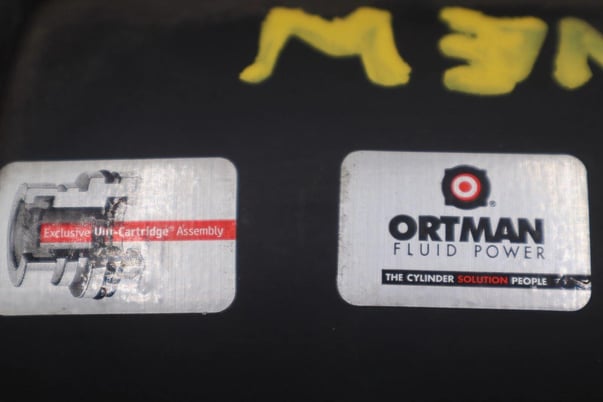 NEW
Exclusive Uni-Cartridge® Assembly
®
ORTMAN
FLUID POWER
THE CYLINDER SOLUTION PEOPLE